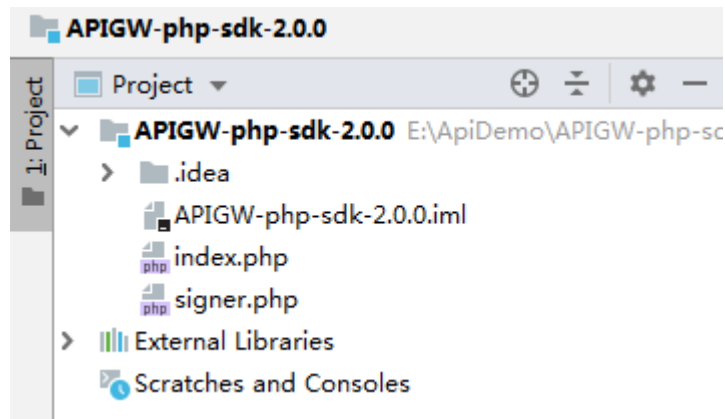 APIGW-php-sdk-2.0.0
1: Project
Project
APIGW-php-sdk-2.0.0 E:\ApiDemo\APIGW-php-sd
.idea
APIGW-php-sdk-2.0.0.iml
php index.php
php signer.php
External Libraries
Scratches and Consoles